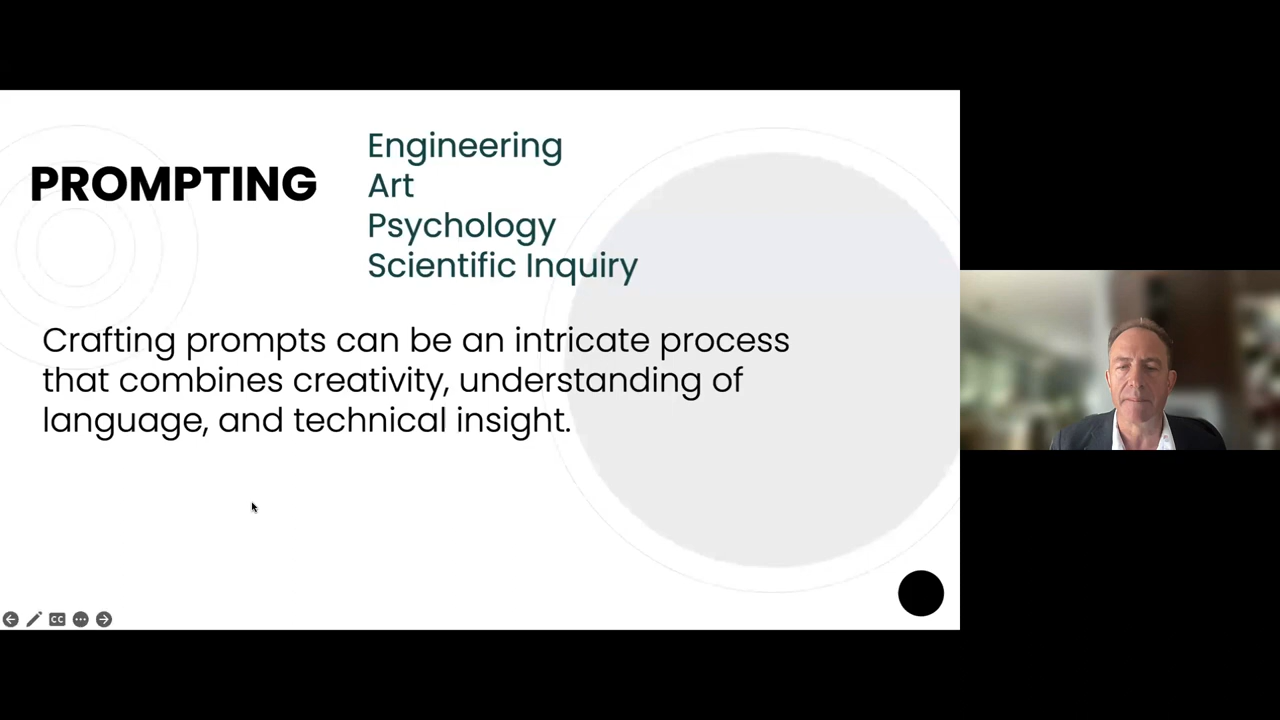 PROMPTING
Engineering
Art
Psychology
Scientific Inquiry
Crafting prompts can be an intricate process
that combines creativity, understanding of
language, and technical insight.
CC